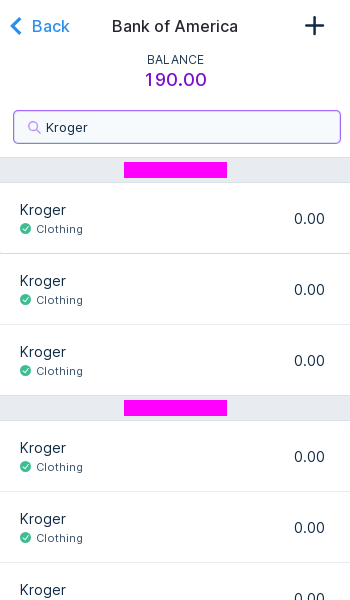 Back
Bank of America
BALANCE
190.00
Kroger
Kroger
0.00
Clothing
Kroger
0.00
Clothing
Kroger
0.00
Clothing
Kroger
0.00
Clothing
Kroger
0.00
Clothing
Kroger
0.00